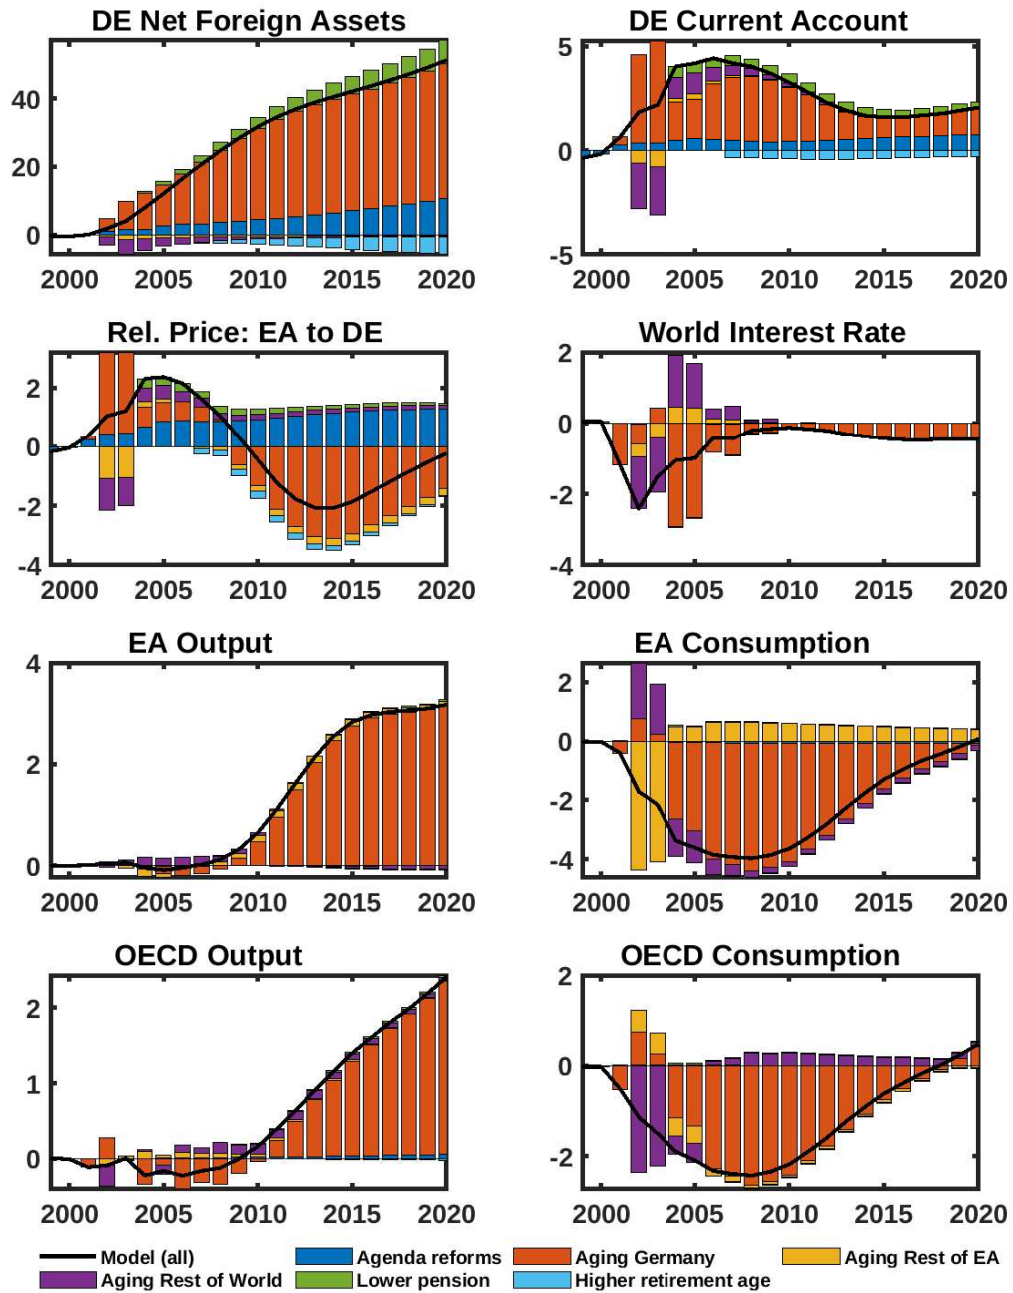 DE Net Foreign Assets
DE Current Account
40
20
0
5
0
-5
2000 2005 2010 2015 2020
2000 2005 2010 2015 2020
Rel. Price: EA to DE
World Interest Rate
2
0
-2
-4
2
0
-2
-4
2000 2005 2010 2015 2020
2000 2005 2010 2015 2020
EA Output
EA Consumption
4
2
0
2
0
-2
-4
2000 2005 2010 2015 2020
2000 2005 2010 2015 2020
OECD Output
OECD Consumption
2
1
0
2
0
-2
2000 2005 2010 2015 2020
2000 2005 2010 2015 2020
Model (all) Agenda reforms Aging Germany Aging Rest of EA
Aging Rest of World Lower pension Higher retirement age